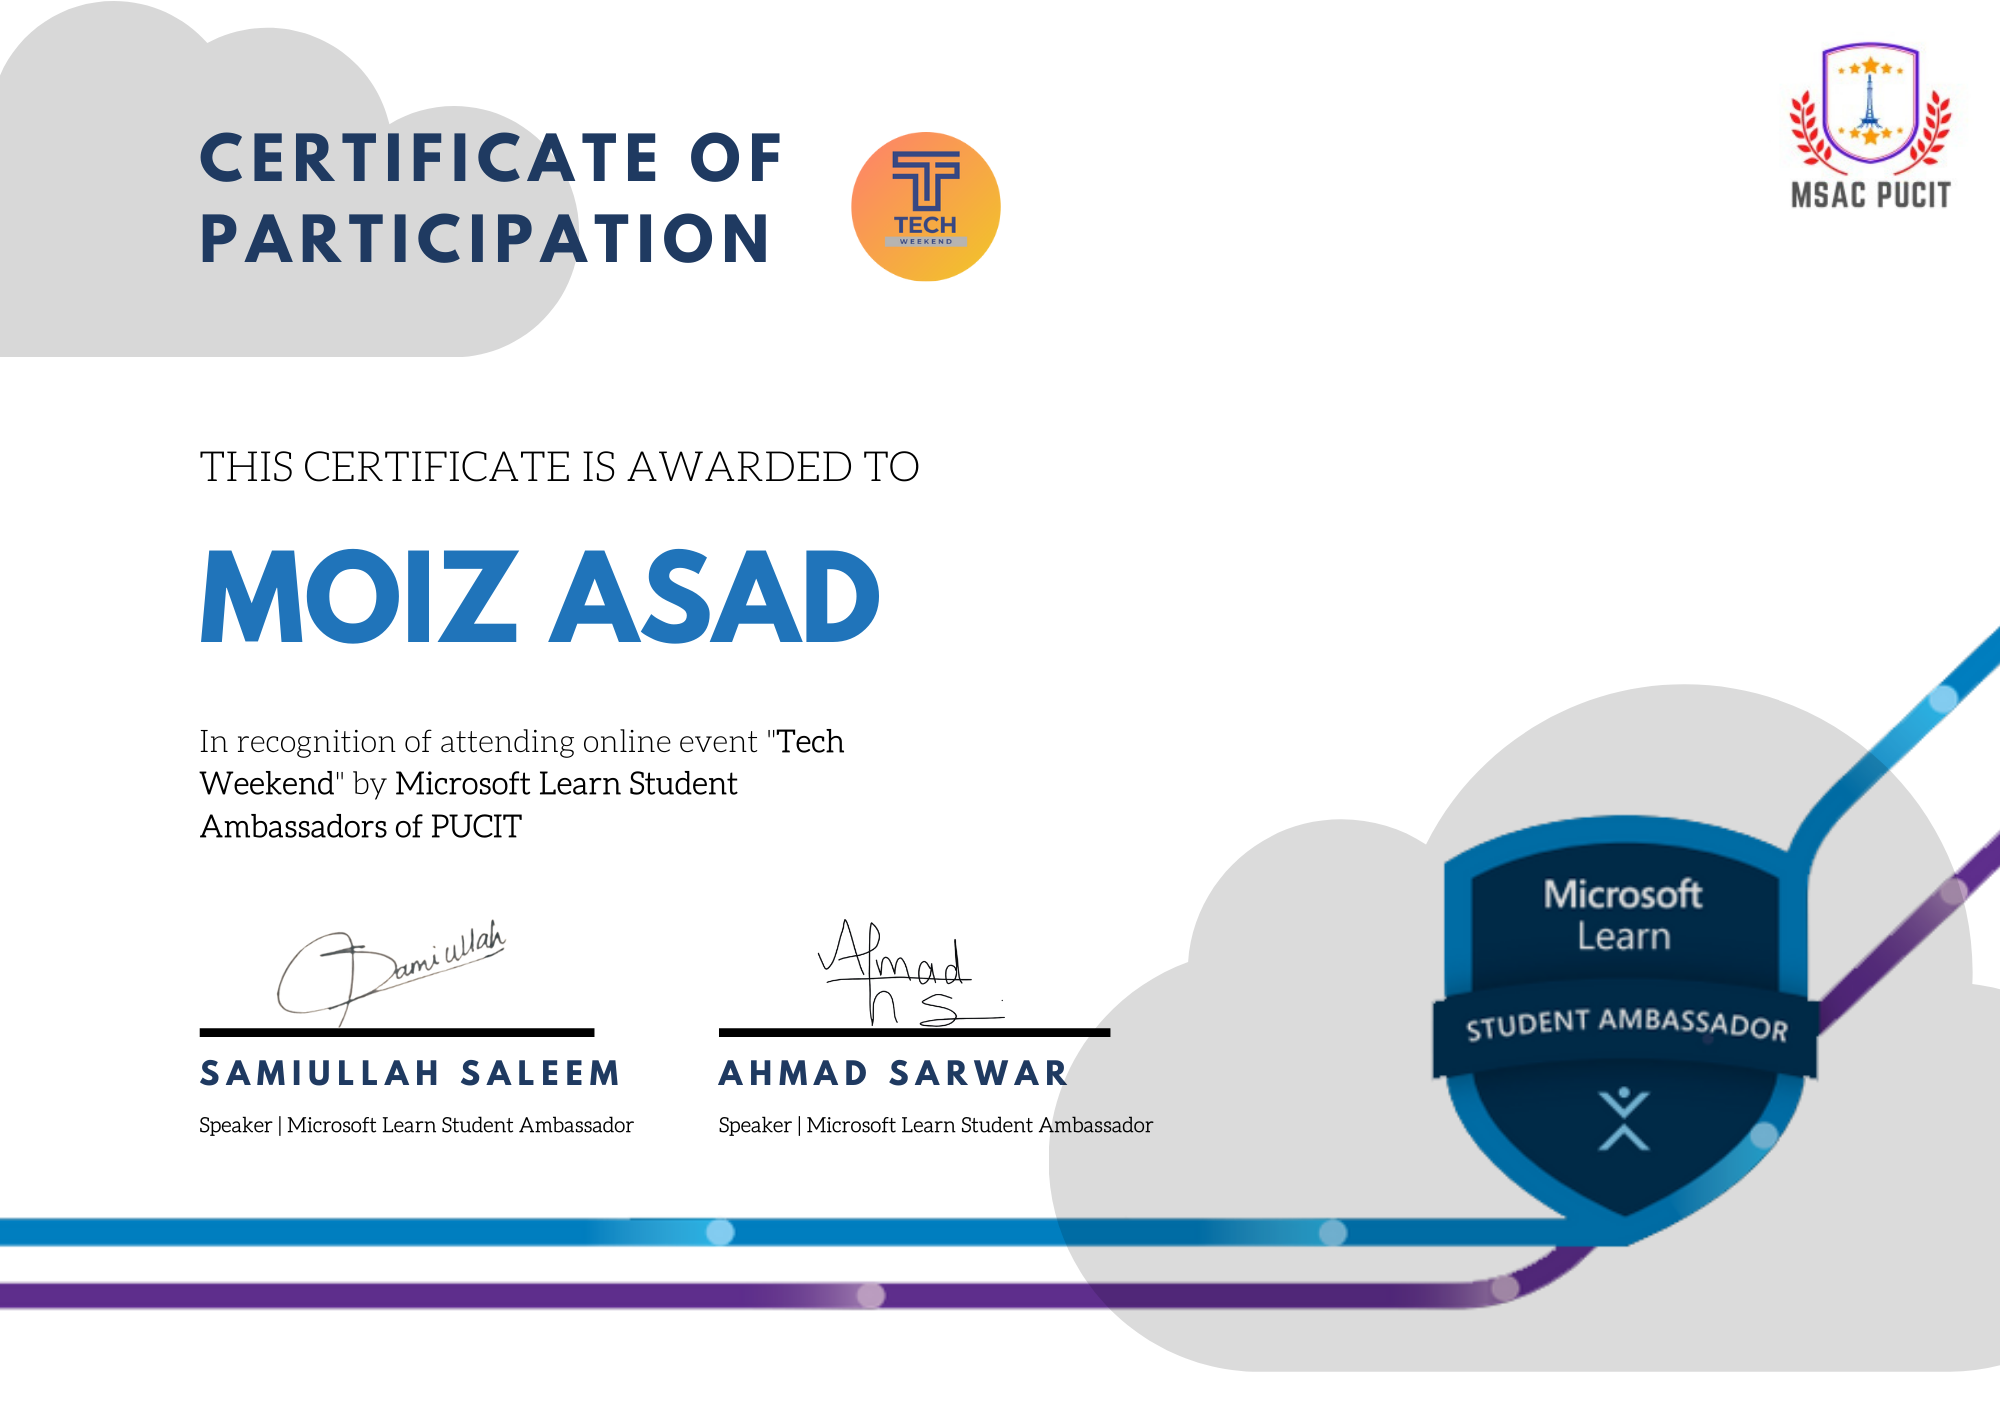 CERTIFICATE OF
PARTICIPATION
TECH
WEEKEND
MSAC PUCIT
THIS CERTIFICATE IS AWARDED TO
MOIZ ASAD
In recognition of attending online event "Tech
Weekend" by Microsoft Learn Student
Ambassadors of PUCIT
Samiullah
Ahmad
SAMIULLAH SALEEM
AHMAD SARWAR
Speaker | Microsoft Learn Student Ambassador
Speaker | Microsoft Learn Student Ambassador
Microsoft
Learn
STUDENT AMBASSADOR